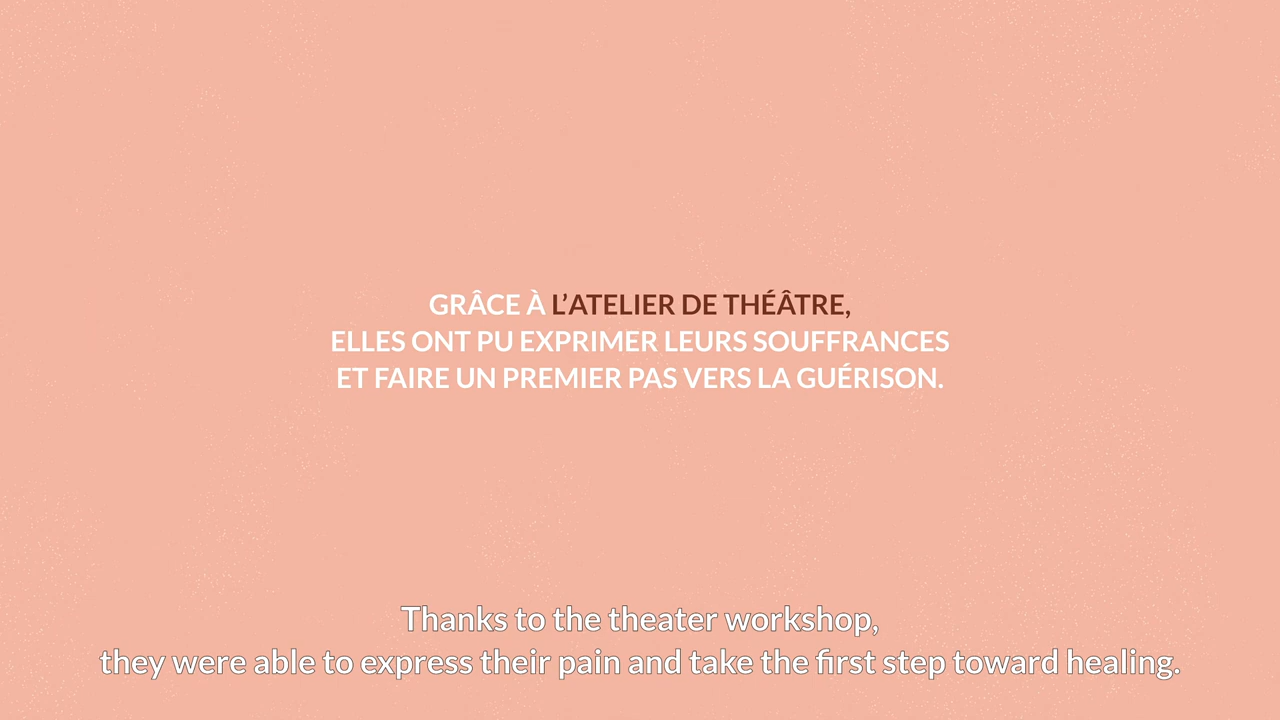 GRÂCE À L’ATELIER DE THÉÂTRE,
ELLES ONT PU EXPRIMER LEURS SOUFFRANCES
ET FAIRE UN PREMIER PAS VERS LA GUÉRISON.
Thanks to the theater workshop,
they were able to express their pain and take the first step toward healing.